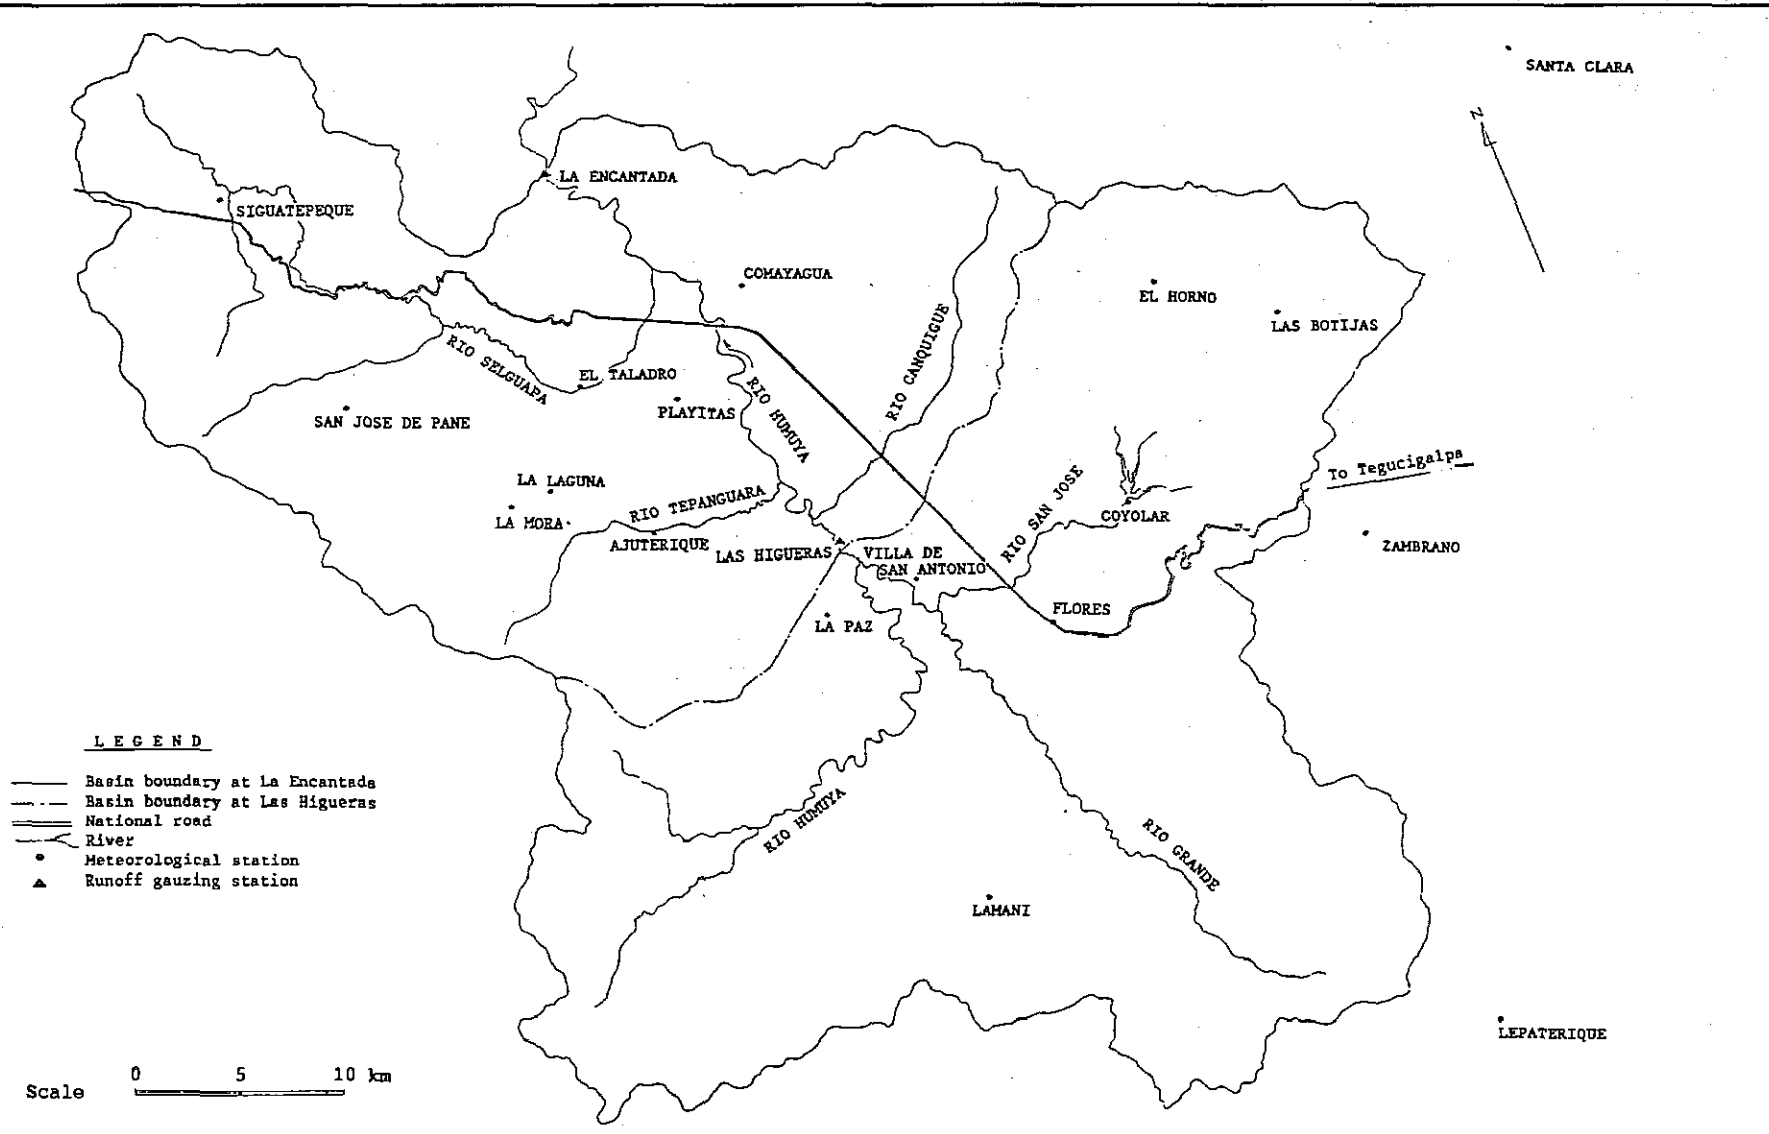 SANTA CLARA
N
LA ENCANTADA
SIGUATEPEQUE
COMAYAGUA
EL HORNO
LAS BOTIJAS
RIO CANQUIGUE
RIO SELGUAPA
EL TALADRO
RIO HUMUYA
PLAYITAS
SAN JOSE DE PANE
To Tegucigalpa
LA LAGUNA
RIO TEPANGUARA
RIO SAN JOSE
LA MORA
COYOLAR
AJUTERIQUE
LAS HIGUERAS
VILLA DE
SAN ANTONIO
ZAMBRANO
FLORES
LA PAZ
LEGEND
Basin boundary at La Encantada
Basin boundary at Las Higueras
National road
River
Meteorological station
Runoff gauzing station
RIO HUMUYA
RIO GRANDE
LAMANI
LEPATERIQUE
Scale 0 5 10 km